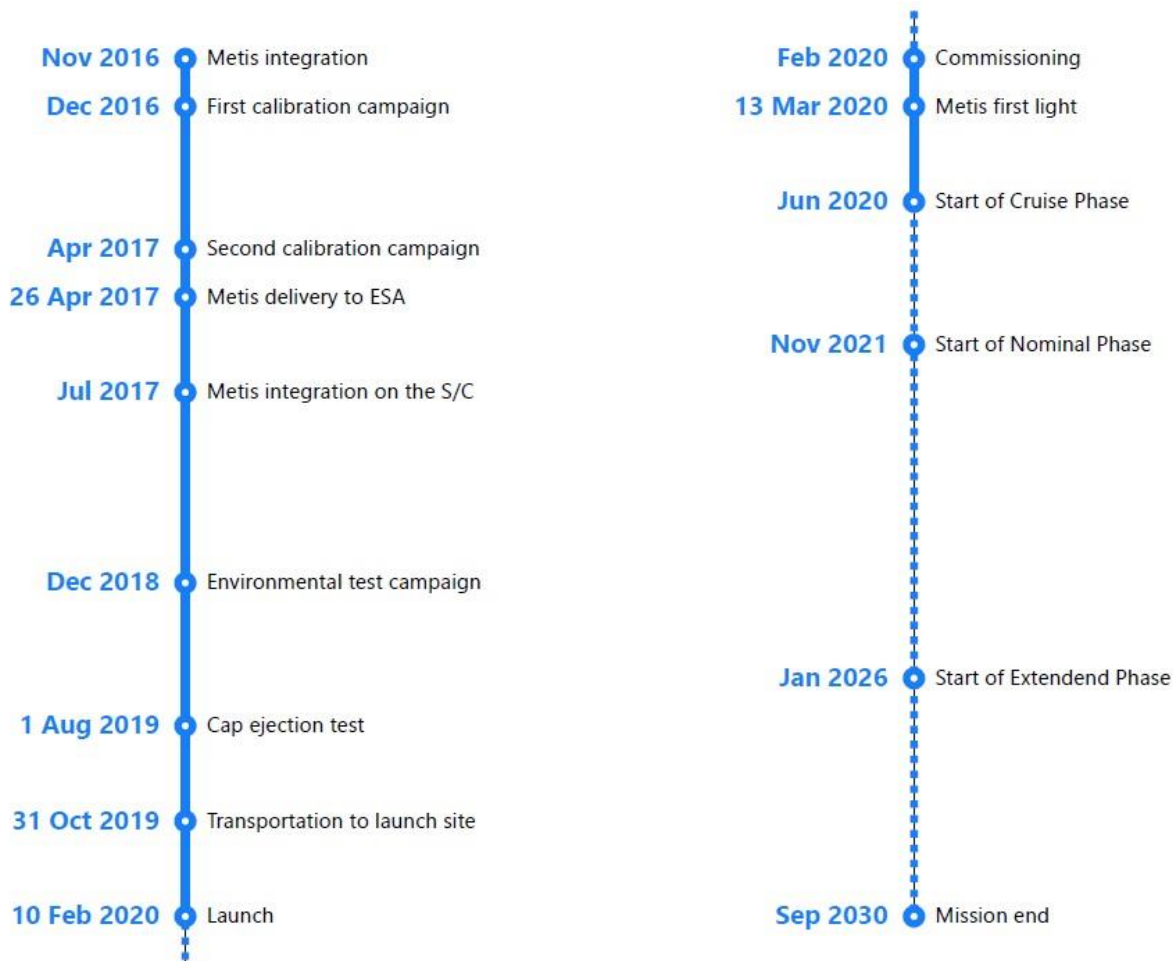 Nov 2016 Metis integration
Dec 2016 First calibration campaign
Apr 2017 Second calibration campaign
26 Apr 2017 Metis delivery to ESA
Jul 2017 Metis integration on the S/C
Dec 2018 Environmental test campaign
1 Aug 2019 Cap ejection test
31 Oct 2019 Transportation to launch site
10 Feb 2020 Launch
Feb 2020 Commissioning
13 Mar 2020 Metis first light
Jun 2020 Start of Cruise Phase
Nov 2021 Start of Nominal Phase
Jan 2026 Start of Extendend Phase
Sep 2030 Mission end